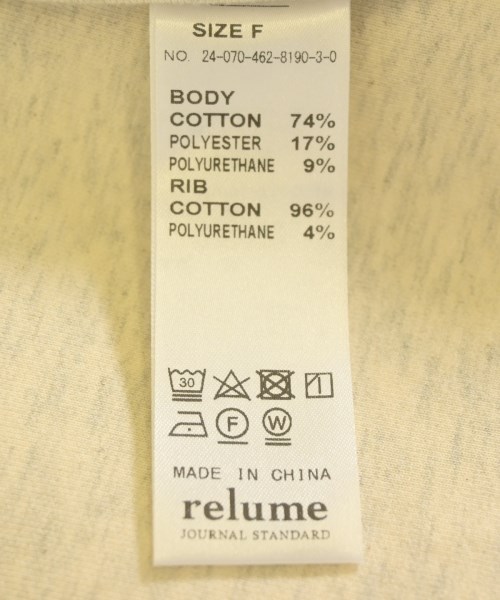 SIZE F
NO. 24-070-462-8190-3-0
BODY
COTTON 74%
POLYESTER 17%
POLYURETHANE 9%
RIB
COTTON 96%
POLYURETHANE 4%
30
F W
MADE IN CHINA
relume
JOURNAL STANDARD